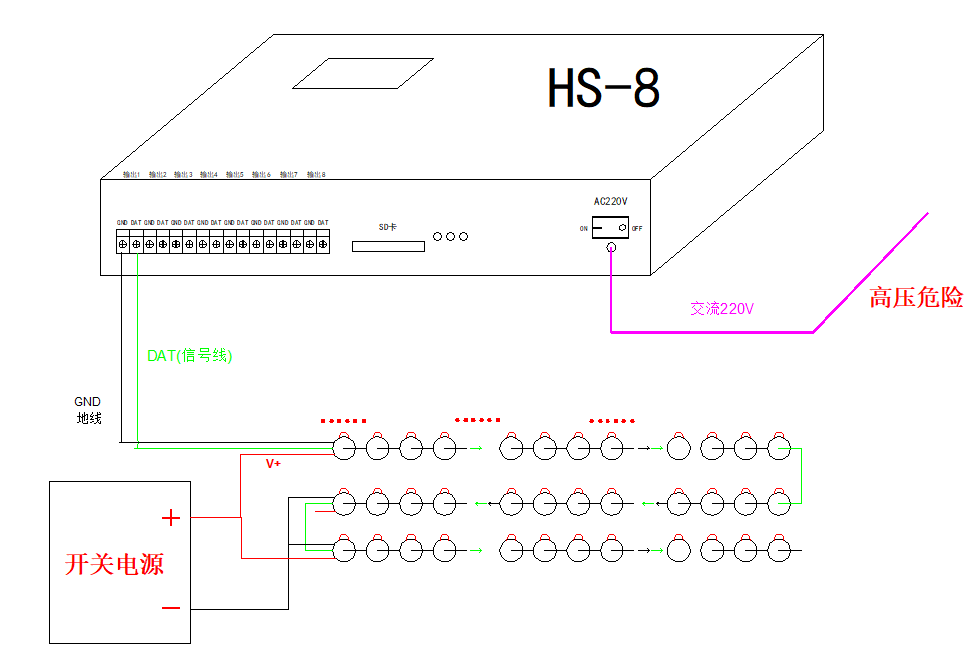 HS-8
输出1 输出2 输出3 输出4 输出5 输出6 输出7 输出8
AC220V
GND DAT GND DAT GND DAT GND DAT GND DAT GND DAT GND DAT GND DAT
SD卡
ON OFF
高压危险
交流220V
DAT(信号线)
GND
地线
V+
+
开关电源
−